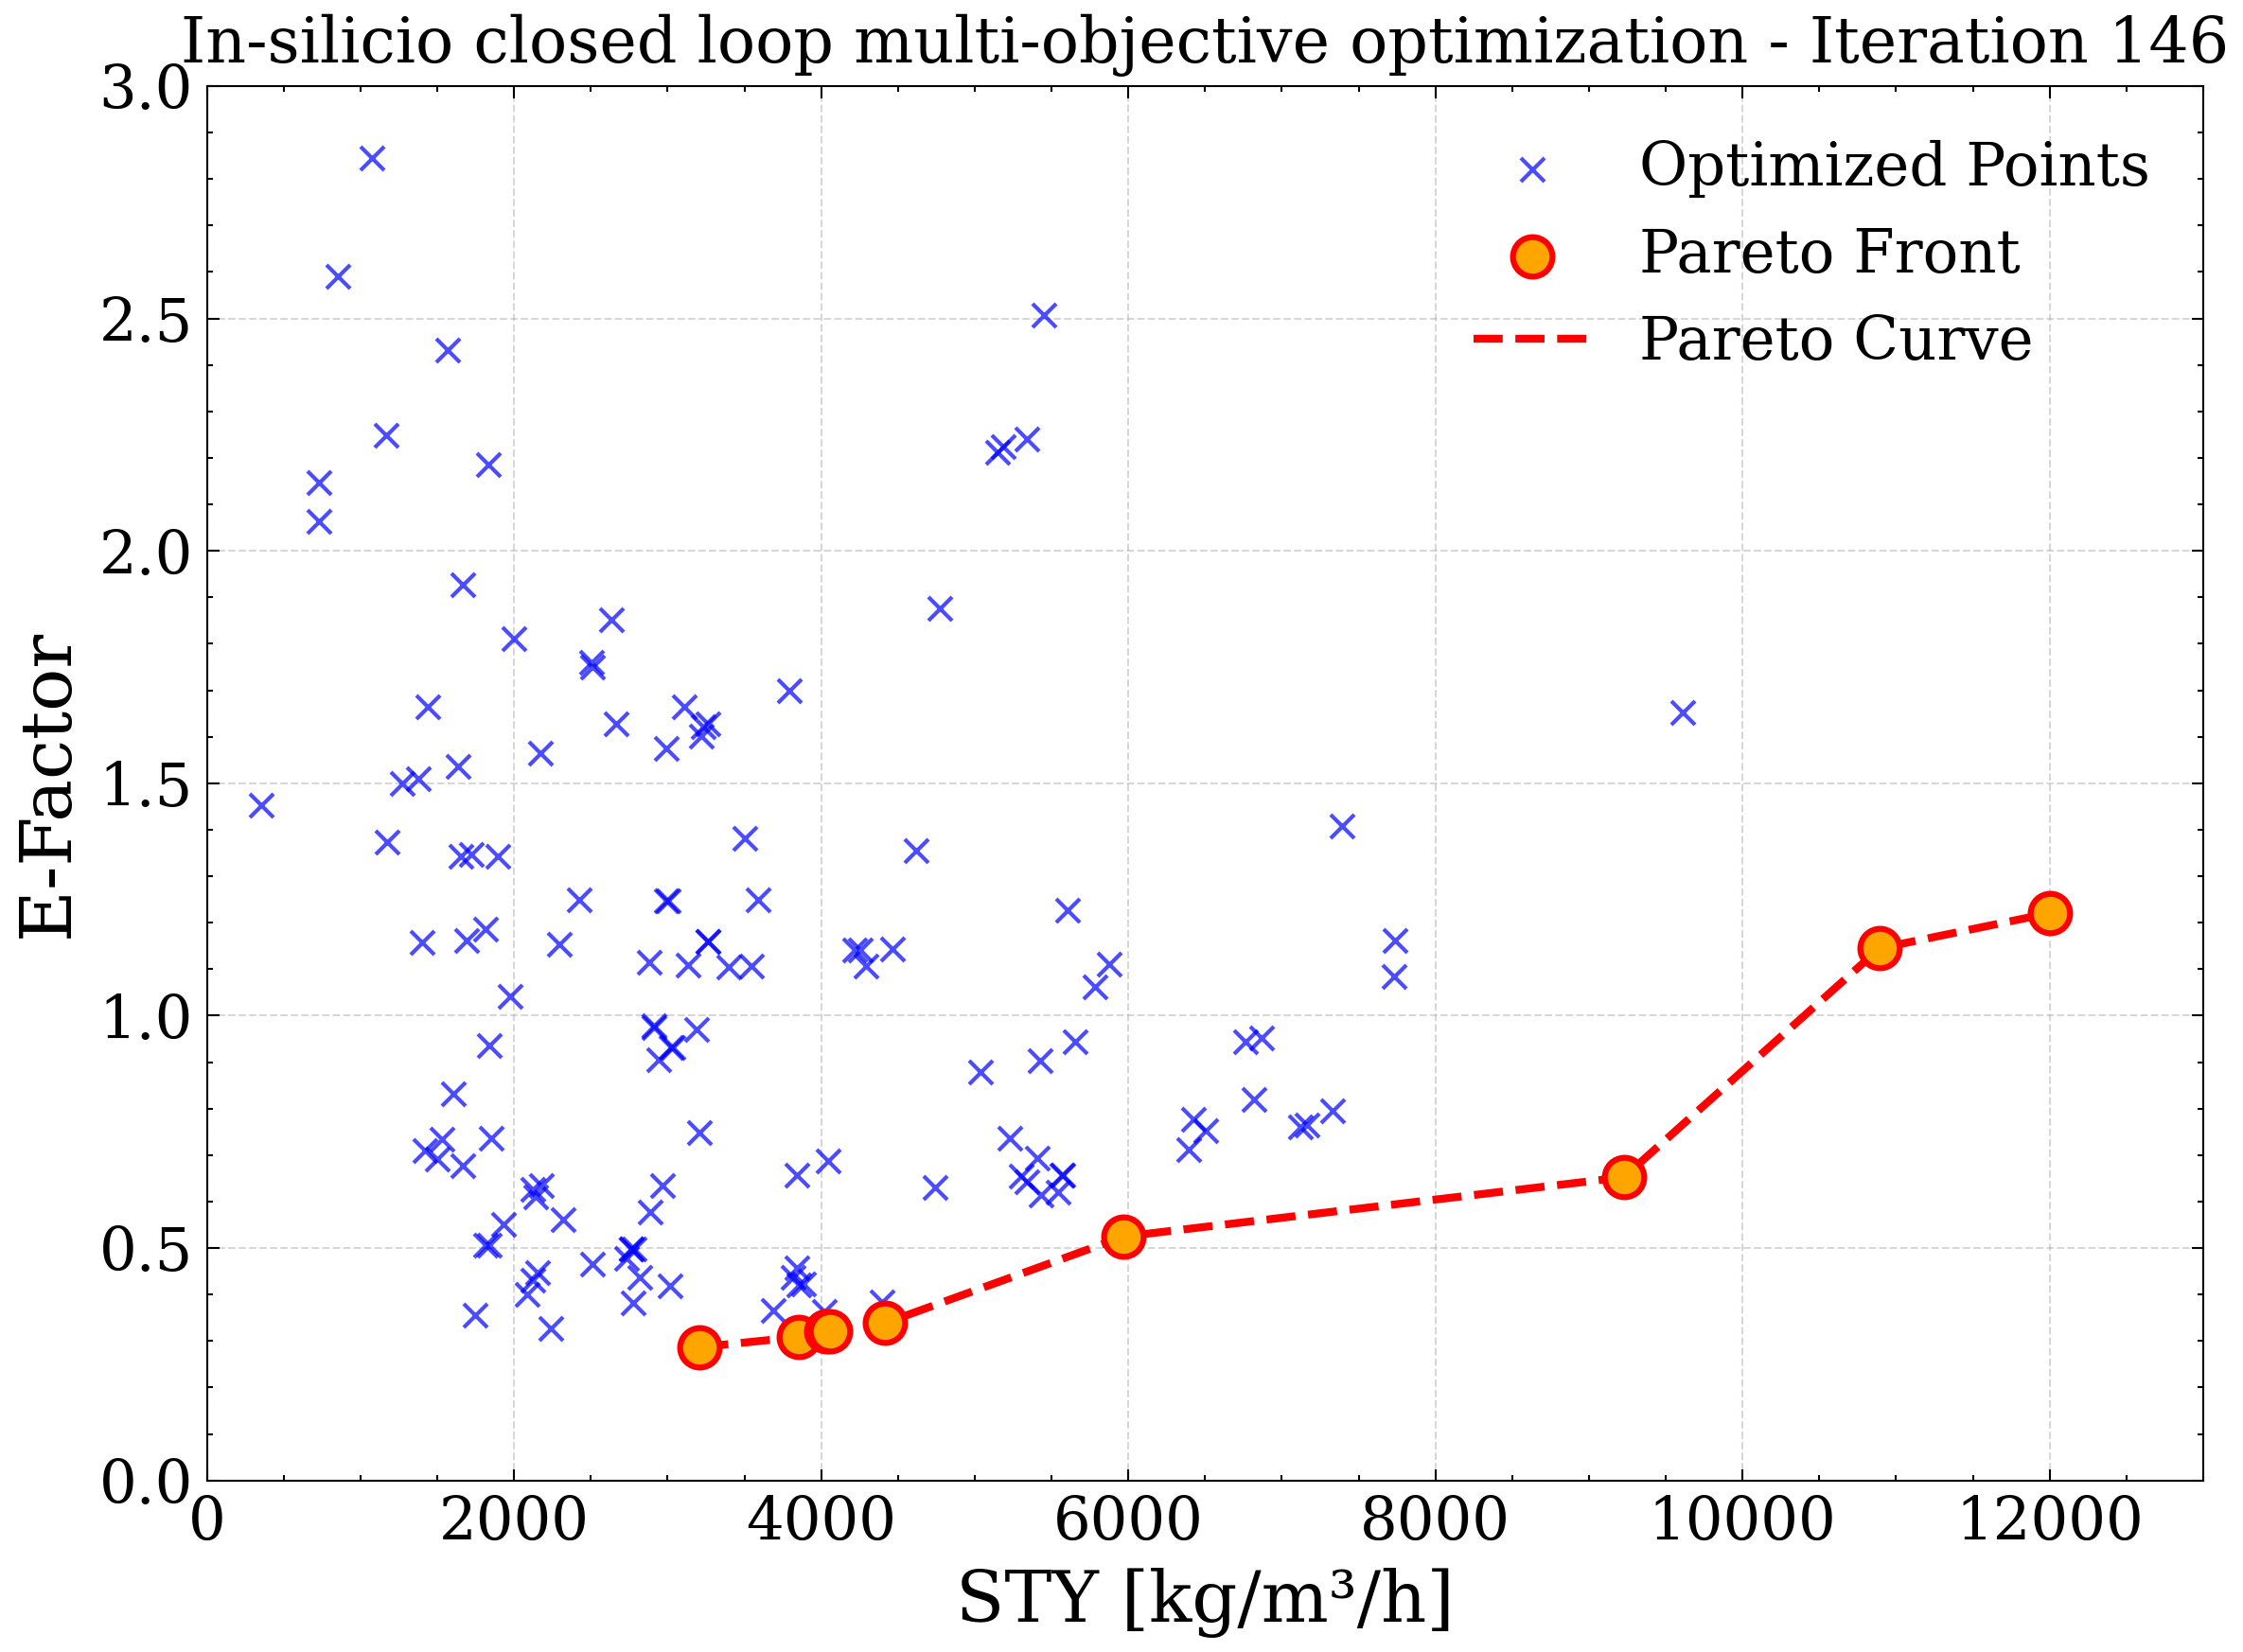 In-silicio closed loop multi-objective optimization - Iteration 146
3.0
2.5
2.0
1.5
1.0
0.5
0.0
E-Factor
Optimized Points
Pareto Front
Pareto Curve
0 2000 4000 6000 8000 10000 12000
STY [kg/m³/h]